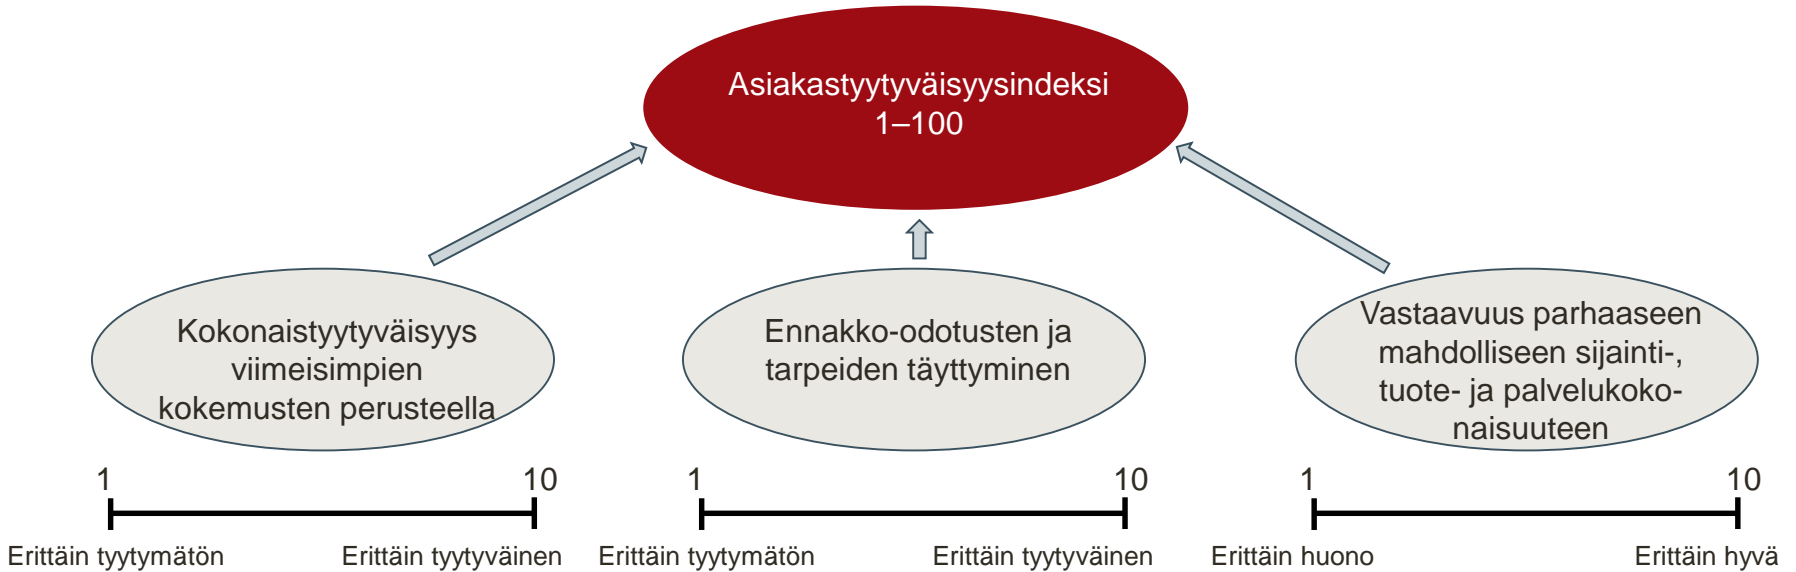 Asiakastyytyväisyysindeksi
1–100
Kokonaistyytyväisyys
viimeisimpien
kokemusten perusteella
Ennakko-odotusten ja
tarpeiden täyttyminen
Vastaavuus parhaaseen
mahdolliseen sijainti-,
tuote- ja palvelukoko-
naisuuteen
1 10
Erittäin tyytymätön Erittäin tyytyväinen
1 10
Erittäin tyytymätön Erittäin tyytyväinen
1 10
Erittäin huono Erittäin hyvä